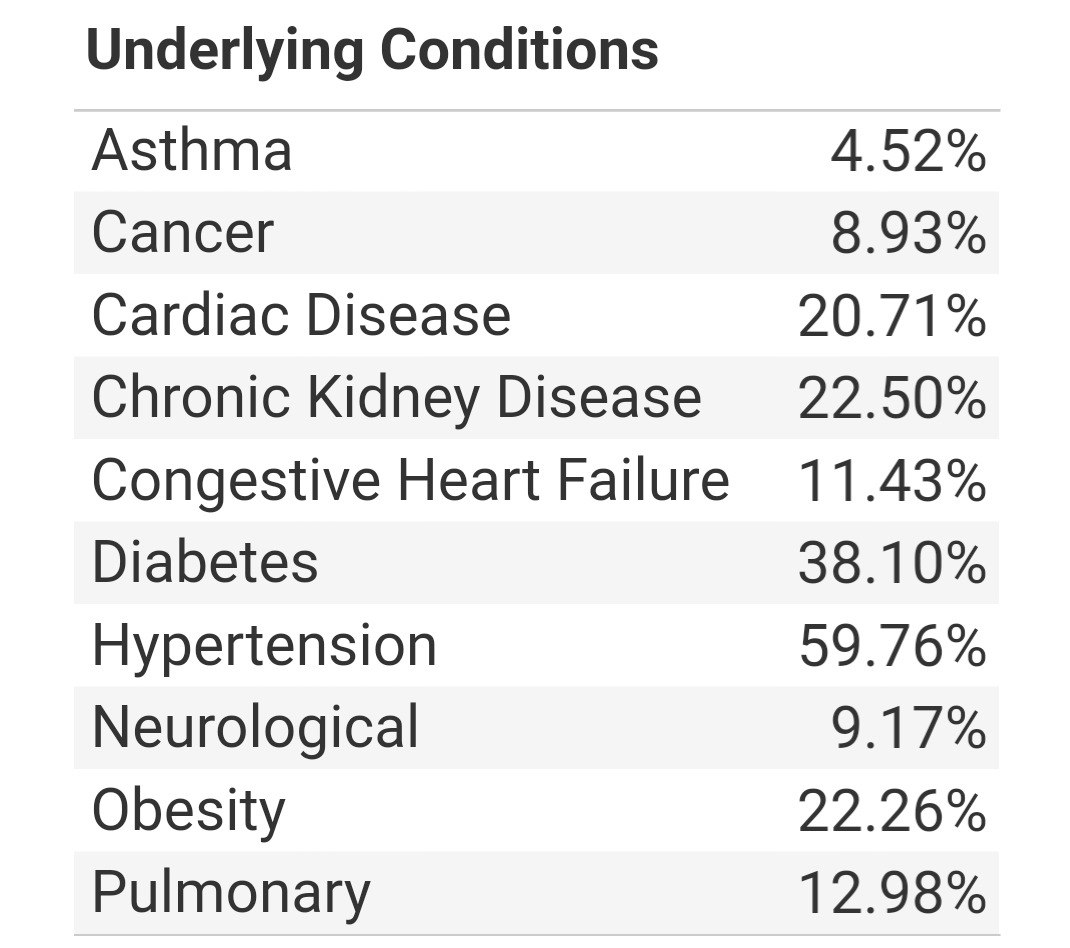 Underlying Conditions
Asthma 4.52%
Cancer 8.93%
Cardiac Disease 20.71%
Chronic Kidney Disease 22.50%
Congestive Heart Failure 11.43%
Diabetes 38.10%
Hypertension 59.76%
Neurological 9.17%
Obesity 22.26%
Pulmonary 12.98%